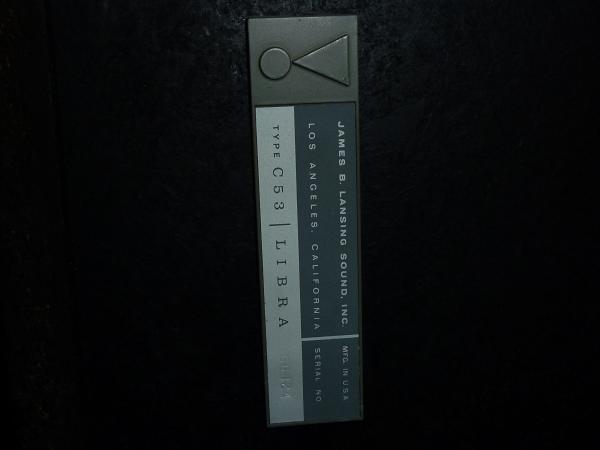 JAMES B. LANSING SOUND, INC.
MFG. IN U.S.A.
LOS ANGELES, CALIFORNIA
SERIAL NO
TYPE C53 | LIBRA